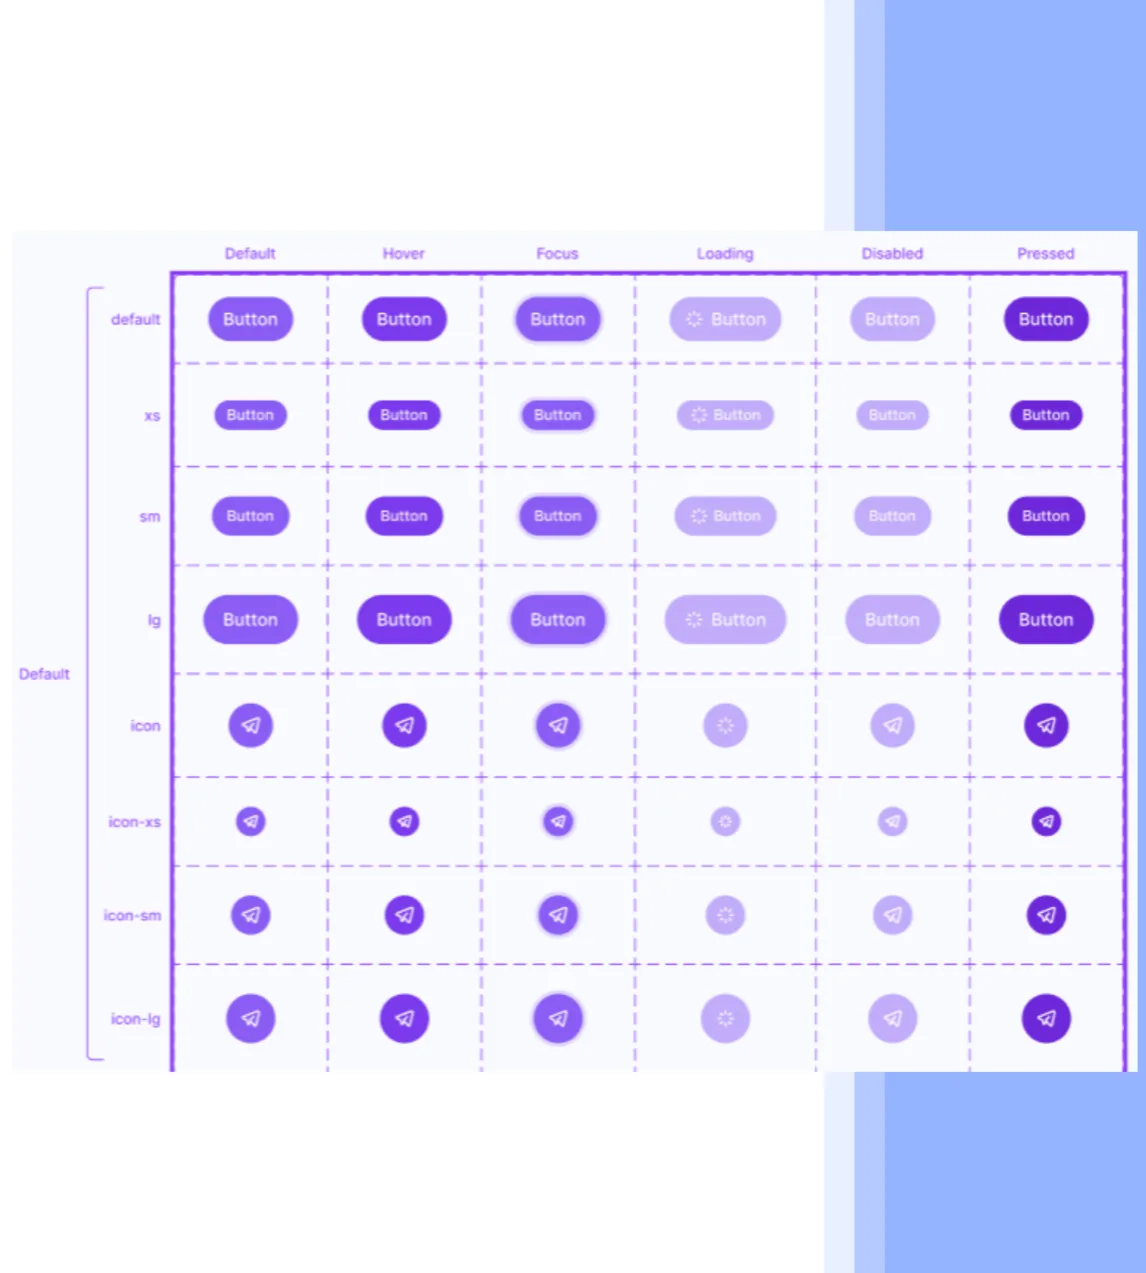 Default Hover Focus Loading Disabled Pressed
default Button Button Button Button Button Button
xs Button Button Button Button Button Button
sm Button Button Button Button Button Button
lg Button Button Button Button Button Button
Default
icon
icon-xs
icon-sm
icon-lg